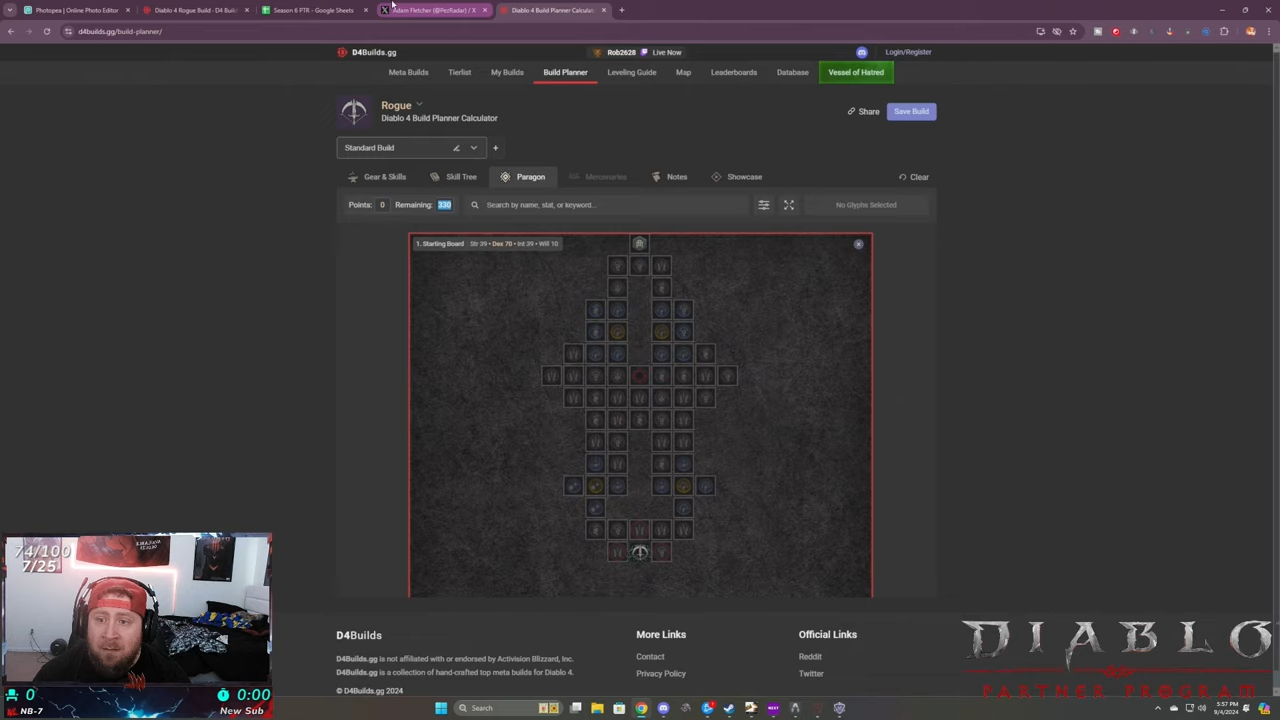 Photopea | Online Photo Editor
Diablo 4 Rogue Build - D4 Buil
Season 6 PTR - Google Sheets
Adam Fletcher (@PezRadar) / X
Diablo 4 Build Planner Calculato
d4builds.gg/build-planner/
D4Builds.gg
Rob2628 Live Now
Login/Register
Meta Builds Tierlist My Builds Build Planner Leveling Guide Map Leaderboards Database Vessel of Hatred
Rogue
Diablo 4 Build Planner Calculator
Share Save Build
Standard Build
Gear & Skills Skill Tree Paragon Mercenaries Notes Showcase Clear
Points: 0 Remaining: 330 Search by name, stat, or keyword... No Glyphs Selected
1. Starting Board Str 39 • Dex 70 • Int 39 • Will 10
D4Builds
D4Builds.gg is not affiliated with or endorsed by Activision Blizzard, Inc.
D4Builds.gg is a collection of hand-crafted top meta builds for Diablo 4.
© D4Builds.gg 2024
More Links
Contact
Privacy Policy
Official Links
Reddit
Twitter
74/100
7/25
0
NB-7
0:00
New Sub
DIABLO
PARTNER PROGRAM
Search
5:57 PM
9/4/2024